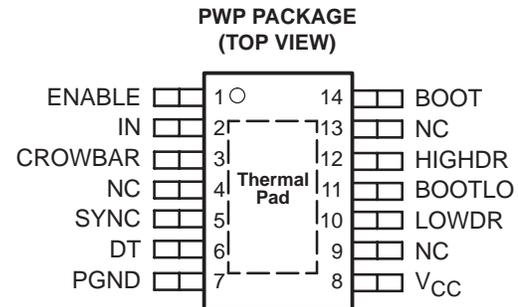 PWP PACKAGE
(TOP VIEW)
ENABLE 1 14 BOOT
IN 2 13 NC
CROWBAR 3 12 HIGHDR
NC 4 Thermal Pad 11 BOOTLO
SYNC 5 10 LOWDR
DT 6 9 NC
PGND 7 8 VCC